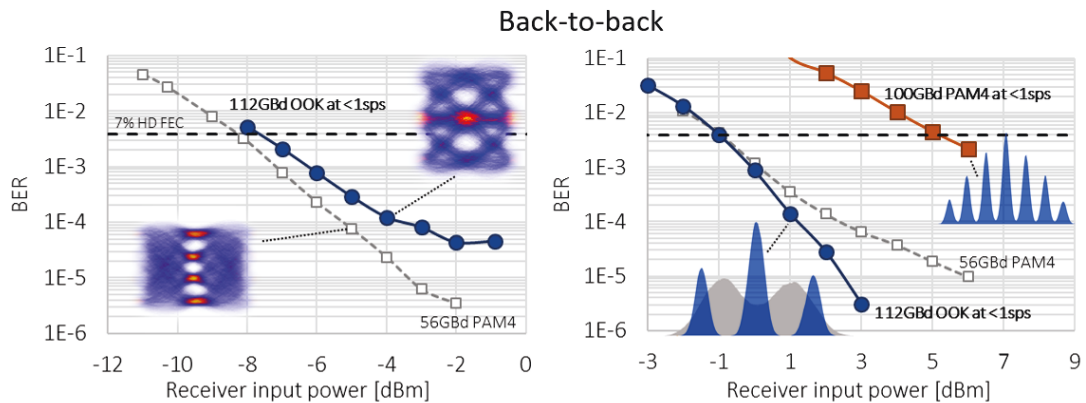 Back-to-back
1E-1
1E-2
1E-3
1E-4
1E-5
1E-6
BER
112GBd OOK at <1sps
7% HD FEC
56GBd PAM4
-12 -10 -8 -6 -4 -2 0
Receiver input power [dBm]
1E-1
1E-2
1E-3
1E-4
1E-5
1E-6
BER
100GBd PAM4 at <1sps
56GBd PAM4
112GBd OOK at <1sps
-3 -1 1 3 5 7 9
Receiver input power [dBm]